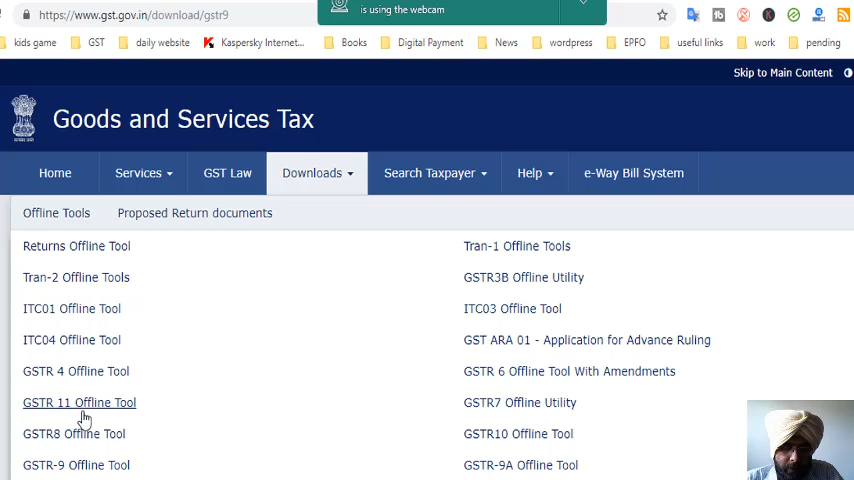 https://www.gst.gov.in/download/gstr9
is using the webcam
kids game GST daily website Kaspersky Internet... Books Digital Payment News wordpress EPFO useful links work pending
Skip to Main Content
Goods and Services Tax
Home Services GST Law Downloads Search Taxpayer Help e-Way Bill System
Offline Tools Proposed Return documents
Returns Offline Tool Tran-1 Offline Tools
Tran-2 Offline Tools GSTR3B Offline Utility
ITC01 Offline Tool ITC03 Offline Tool
ITC04 Offline Tool GST ARA 01 - Application for Advance Ruling
GSTR 4 Offline Tool GSTR 6 Offline Tool With Amendments
GSTR 11 Offline Tool GSTR7 Offline Utility
GSTR8 Offline Tool GSTR10 Offline Tool
GSTR-9 Offline Tool GSTR-9A Offline Tool